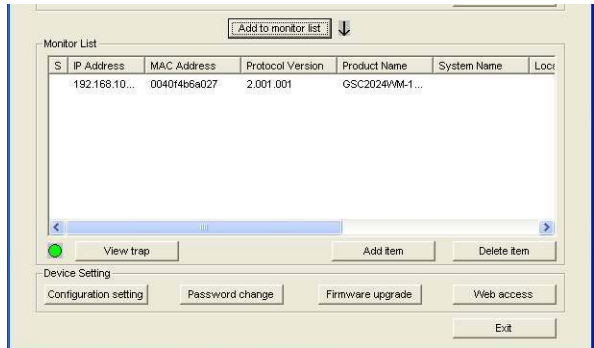 Add to monitor list
Monitor List
S IP Address MAC Address Protocol Version Product Name System Name Loca
192.168.10... 0040f4b6a027 2.001.001 GSC2024WM-1...
View trap Add item Delete item
Device Setting
Configuration setting Password change Firmware upgrade Web access
Exit